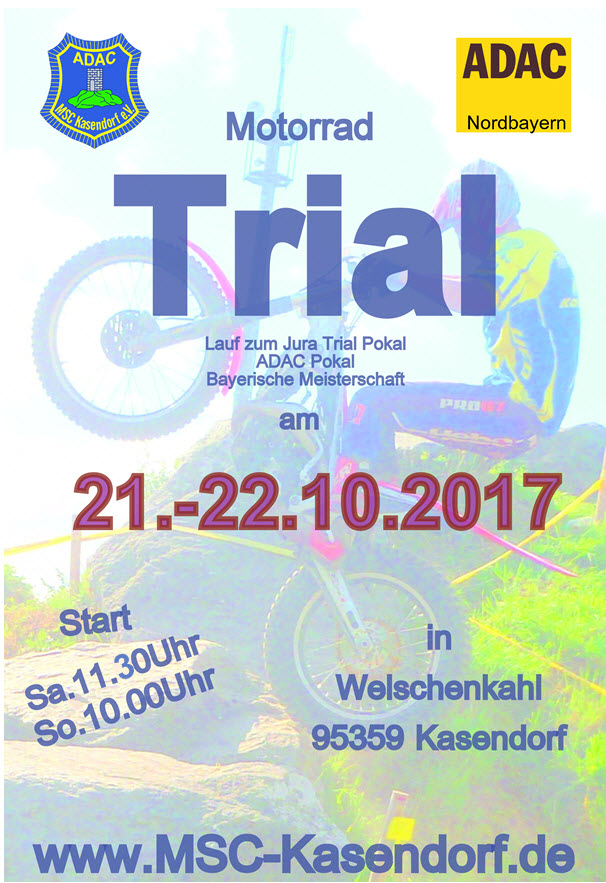 ADAC
MSC Kasendorf e.V.
ADAC
Nordbayern
Motorrad
Trial
Lauf zum Jura Trial Pokal
ADAC Pokal
Bayerische Meisterschaft
am
21.-22.10.2017
Start
Sa.11.30Uhr
So.10.00Uhr
in
Welschenkahl
95359 Kasendorf
www.MSC-Kasendorf.de